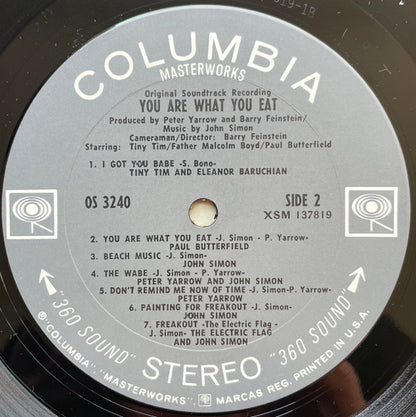 COLUMBIA
MASTERWORKS
Original Soundtrack Recording
YOU ARE WHAT YOU EAT
Produced by Peter Yarrow and Barry Feinstein/
Music by John Simon
Cameraman/Director: Barry Feinstein
Starring: Tiny Tim/Father Malcolm Boyd/Paul Butterfield
1. I GOT YOU BABE -S. Bono-
TINY TIM AND ELEANOR BARUCHIAN
OS 3240
SIDE 2
XSM 137819
2. YOU ARE WHAT YOU EAT -J. Simon - P. Yarrow-
PAUL BUTTERFIELD
3. BEACH MUSIC -J. Simon-
JOHN SIMON
4. THE WABE -J. Simon- P. Yarrow-
PETER YARROW AND JOHN SIMON
5. DON'T REMIND ME NOW OF TIME -J. Simon-P. Yarrow-
PETER YARROW
6. PAINTING FOR FREAKOUT -J. Simon-
JOHN SIMON
7. FREAKOUT -The Electric Flag -
J. Simon- THE ELECTRIC FLAG
AND JOHN SIMON
"360 SOUND" STEREO "360 SOUND"
"COLUMBIA", "MASTERWORKS", MARCAS REG. PRINTED IN U.S.A.